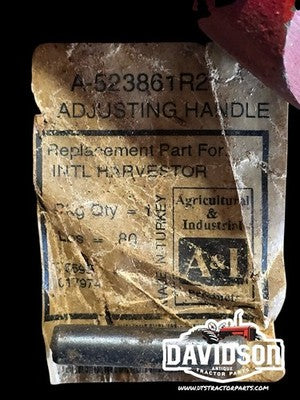 A-523861R2
ADJUSTING HANDLE
Replacement Part For
INTL HARVESTOR
Pkg Qty = 1
Lbs = .80
MADE IN TURKEY
Agricultural
&
Industrial
A&I
DAVIDSON
ANTIQUE
TRACTOR PARTS
WWW.DTSTRACTORPARTS.COM